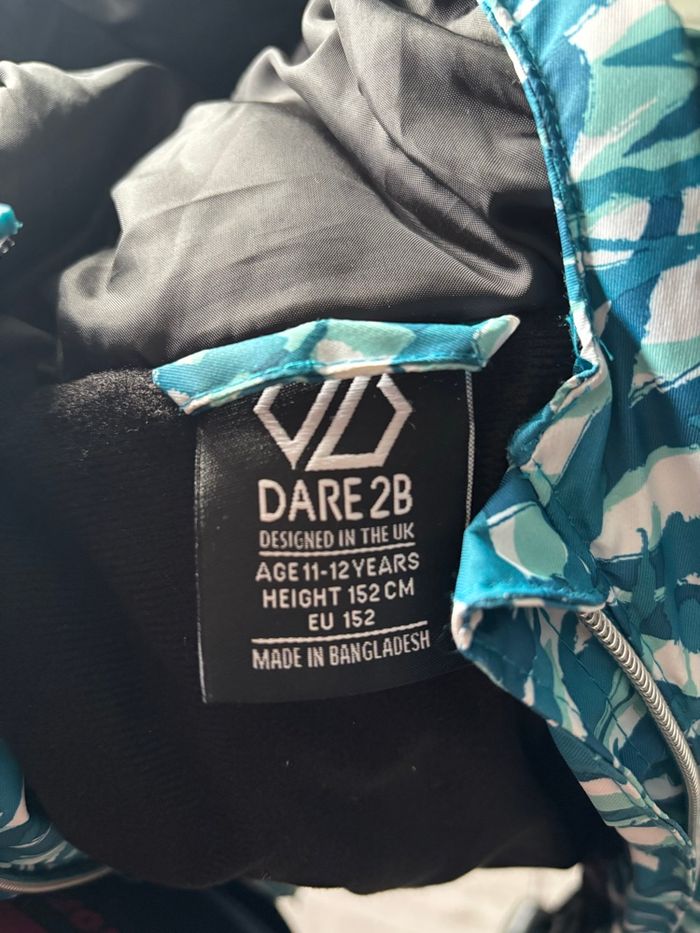 DARE 2B
DESIGNED IN THE UK
AGE 11-12 YEARS
HEIGHT 152 CM
EU 152
MADE IN BANGLADESH